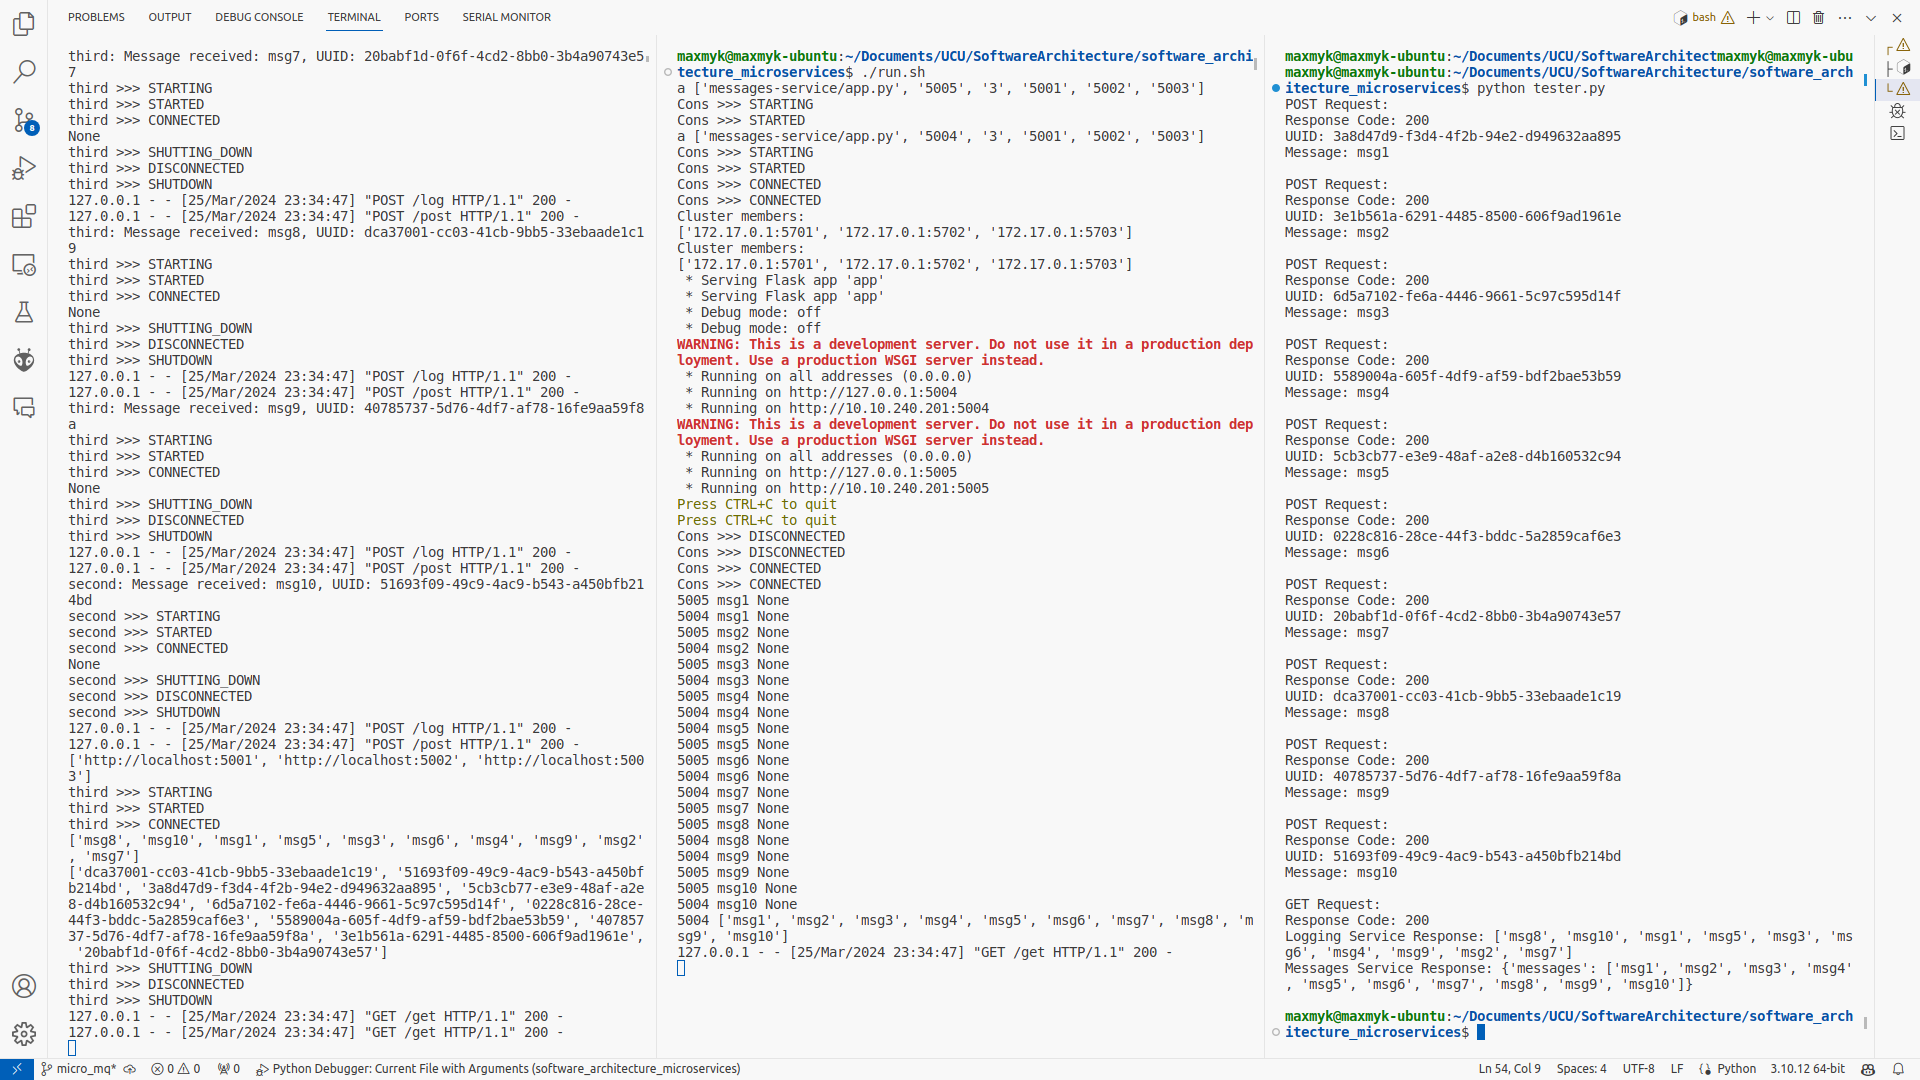 PROBLEMS OUTPUT DEBUG CONSOLE TERMINAL PORTS SERIAL MONITOR
bash
third: Message received: msg7, UUID: 20babf1d-0f6f-4cd2-8bb0-3b4a90743e5
7
third >>> STARTING
third >>> STARTED
third >>> CONNECTED
None
third >>> SHUTTING_DOWN
third >>> DISCONNECTED
third >>> SHUTDOWN
127.0.0.1 - - [25/Mar/2024 23:34:47] "POST /log HTTP/1.1" 200 -
127.0.0.1 - - [25/Mar/2024 23:34:47] "POST /post HTTP/1.1" 200 -
third: Message received: msg8, UUID: dca37001-cc03-41cb-9bb5-33ebaade1c1
9
third >>> STARTING
third >>> STARTED
third >>> CONNECTED
None
third >>> SHUTTING_DOWN
third >>> DISCONNECTED
third >>> SHUTDOWN
127.0.0.1 - - [25/Mar/2024 23:34:47] "POST /log HTTP/1.1" 200 -
127.0.0.1 - - [25/Mar/2024 23:34:47] "POST /post HTTP/1.1" 200 -
third: Message received: msg9, UUID: 40785737-5d76-4df7-af78-16fe9aa59f8
a
third >>> STARTING
third >>> STARTED
third >>> CONNECTED
None
third >>> SHUTTING_DOWN
third >>> DISCONNECTED
third >>> SHUTDOWN
127.0.0.1 - - [25/Mar/2024 23:34:47] "POST /log HTTP/1.1" 200 -
127.0.0.1 - - [25/Mar/2024 23:34:47] "POST /post HTTP/1.1" 200 -
second: Message received: msg10, UUID: 51693f09-49c9-4ac9-b543-a450bfb21
4bd
second >>> STARTING
second >>> STARTED
second >>> CONNECTED
None
second >>> SHUTTING_DOWN
second >>> DISCONNECTED
second >>> SHUTDOWN
127.0.0.1 - - [25/Mar/2024 23:34:47] "POST /log HTTP/1.1" 200 -
127.0.0.1 - - [25/Mar/2024 23:34:47] "POST /post HTTP/1.1" 200 -
['http://localhost:5001', 'http://localhost:5002', 'http://localhost:500
3']
third >>> STARTING
third >>> STARTED
third >>> CONNECTED
['msg8', 'msg10', 'msg1', 'msg5', 'msg3', 'msg6', 'msg4', 'msg9', 'msg2'
, 'msg7']
['dca37001-cc03-41cb-9bb5-33ebaade1c19', '51693f09-49c9-4ac9-b543-a450bf
b214bd', '3a8d47d9-f3d4-4f2b-94e2-d949632aa895', '5cb3cb77-e3e9-48af-a2e
8-d4b160532c94', '6d5a7102-fe6a-4446-9661-5c97c595d14f', '0228c816-28ce-
44f3-bddc-5a2859caf6e3', '5589004a-605f-4df9-af59-bdf2bae53b59', '407857
37-5d76-4df7-af78-16fe9aa59f8a', '3e1b561a-6291-4485-8500-606f9ad1961e',
 '20babf1d-0f6f-4cd2-8bb0-3b4a90743e57']
third >>> SHUTTING_DOWN
third >>> DISCONNECTED
third >>> SHUTDOWN
127.0.0.1 - - [25/Mar/2024 23:34:47] "GET /get HTTP/1.1" 200 -
127.0.0.1 - - [25/Mar/2024 23:34:47] "GET /get HTTP/1.1" 200 -
maxmyk@maxmyk-ubuntu:~/Documents/UCU/SoftwareArchitecture/software_archi
tecture_microservices$ ./run.sh
a ['messages-service/app.py', '5005', '3', '5001', '5002', '5003']
Cons >>> STARTING
Cons >>> STARTED
a ['messages-service/app.py', '5004', '3', '5001', '5002', '5003']
Cons >>> STARTING
Cons >>> STARTED
Cons >>> CONNECTED
Cons >>> CONNECTED
Cluster members:
['172.17.0.1:5701', '172.17.0.1:5702', '172.17.0.1:5703']
Cluster members:
['172.17.0.1:5701', '172.17.0.1:5702', '172.17.0.1:5703']
 * Serving Flask app 'app'
 * Serving Flask app 'app'
 * Debug mode: off
 * Debug mode: off
WARNING: This is a development server. Do not use it in a production dep
loyment. Use a production WSGI server instead.
 * Running on all addresses (0.0.0.0)
 * Running on http://127.0.0.1:5004
 * Running on http://10.10.240.201:5004
WARNING: This is a development server. Do not use it in a production dep
loyment. Use a production WSGI server instead.
 * Running on all addresses (0.0.0.0)
 * Running on http://127.0.0.1:5005
 * Running on http://10.10.240.201:5005
Press CTRL+C to quit
Press CTRL+C to quit
Cons >>> DISCONNECTED
Cons >>> DISCONNECTED
Cons >>> CONNECTED
Cons >>> CONNECTED
5005 msg1 None
5004 msg1 None
5005 msg2 None
5004 msg2 None
5005 msg3 None
5004 msg3 None
5005 msg4 None
5004 msg4 None
5004 msg5 None
5005 msg5 None
5005 msg6 None
5004 msg6 None
5004 msg7 None
5005 msg7 None
5005 msg8 None
5004 msg8 None
5004 msg9 None
5005 msg9 None
5005 msg10 None
5004 msg10 None
5004 ['msg1', 'msg2', 'msg3', 'msg4', 'msg5', 'msg6', 'msg7', 'msg8', 'm
sg9', 'msg10']
127.0.0.1 - - [25/Mar/2024 23:34:47] "GET /get HTTP/1.1" 200 -
maxmyk@maxmyk-ubuntu:~/Documents/UCU/SoftwareArchitectmaxmyk@maxmyk-ubu
maxmyk@maxmyk-ubuntu:~/Documents/UCU/SoftwareArchitecture/software_arch
itecture_microservices$ python tester.py
POST Request:
Response Code: 200
UUID: 3a8d47d9-f3d4-4f2b-94e2-d949632aa895
Message: msg1
POST Request:
Response Code: 200
UUID: 3e1b561a-6291-4485-8500-606f9ad1961e
Message: msg2
POST Request:
Response Code: 200
UUID: 6d5a7102-fe6a-4446-9661-5c97c595d14f
Message: msg3
POST Request:
Response Code: 200
UUID: 5589004a-605f-4df9-af59-bdf2bae53b59
Message: msg4
POST Request:
Response Code: 200
UUID: 5cb3cb77-e3e9-48af-a2e8-d4b160532c94
Message: msg5
POST Request:
Response Code: 200
UUID: 0228c816-28ce-44f3-bddc-5a2859caf6e3
Message: msg6
POST Request:
Response Code: 200
UUID: 20babf1d-0f6f-4cd2-8bb0-3b4a90743e57
Message: msg7
POST Request:
Response Code: 200
UUID: dca37001-cc03-41cb-9bb5-33ebaade1c19
Message: msg8
POST Request:
Response Code: 200
UUID: 40785737-5d76-4df7-af78-16fe9aa59f8a
Message: msg9
POST Request:
Response Code: 200
UUID: 51693f09-49c9-4ac9-b543-a450bfb214bd
Message: msg10
GET Request:
Response Code: 200
Logging Service Response: ['msg8', 'msg10', 'msg1', 'msg5', 'msg3', 'ms
g6', 'msg4', 'msg9', 'msg2', 'msg7']
Messages Service Response: {'messages': ['msg1', 'msg2', 'msg3', 'msg4'
, 'msg5', 'msg6', 'msg7', 'msg8', 'msg9', 'msg10']}
maxmyk@maxmyk-ubuntu:~/Documents/UCU/SoftwareArchitecture/software_arch
itecture_microservices$
8
micro_mq* 0 0 0 Python Debugger: Current File with Arguments (software_architecture_microservices) Ln 54, Col 9 Spaces: 4 UTF-8 LF Python 3.10.12 64-bit